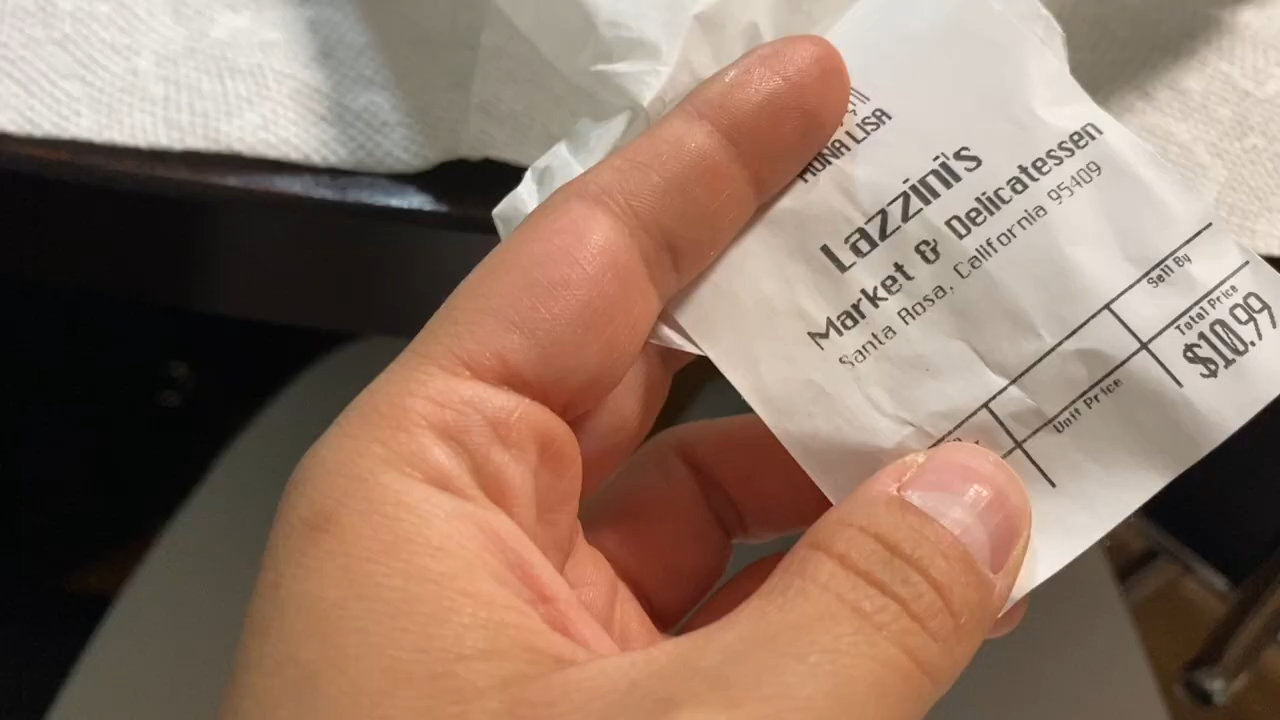 MONA LISA
Lazzini's
Market & Delicatessen
Santa Rosa, California 95409
Sell By
Unit Price
Total Price
$10.99